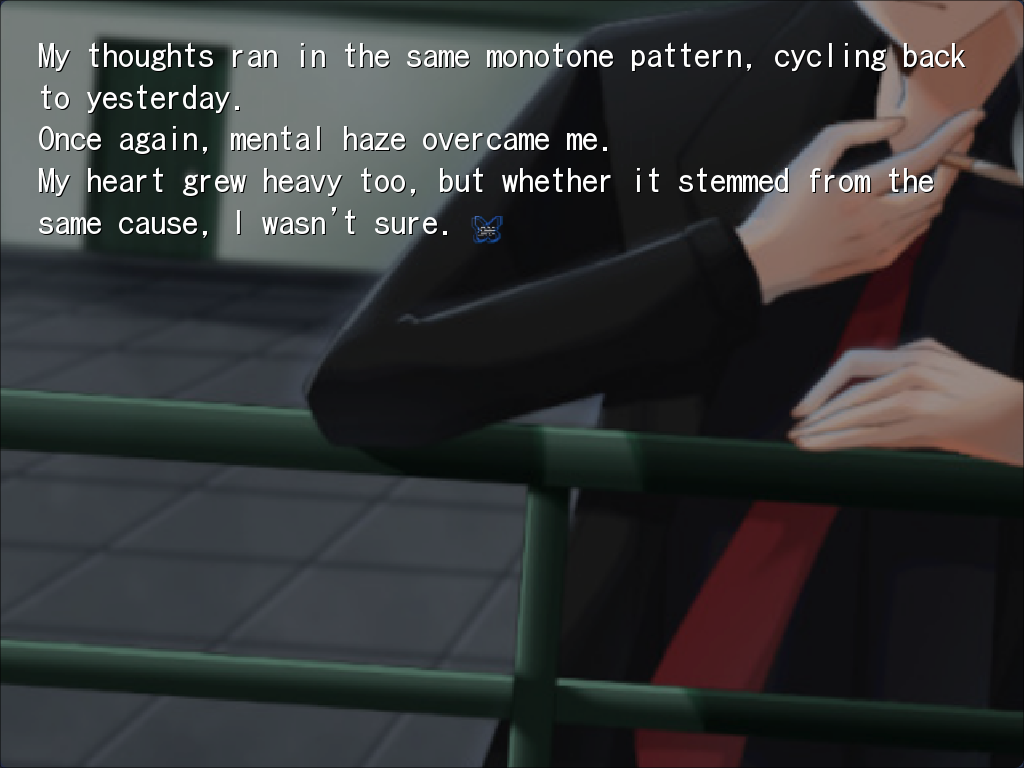 My thoughts ran in the same monotone pattern, cycling back
to yesterday.
Once again, mental haze overcame me.
My heart grew heavy too, but whether it stemmed from the
same cause, I wasn't sure.